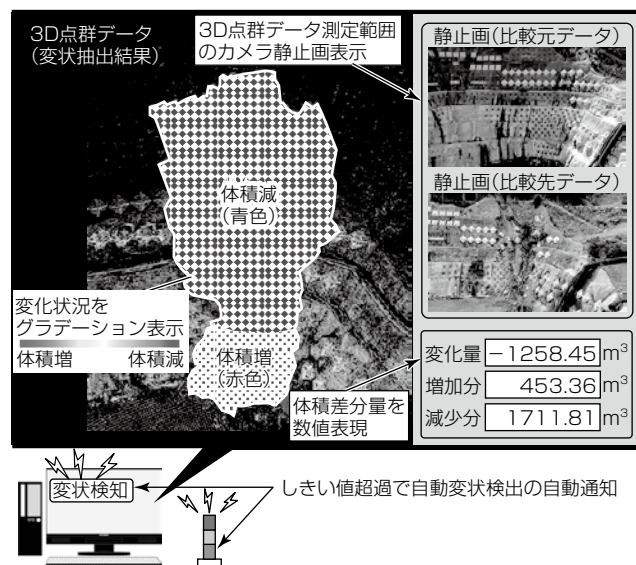 3D点群データ
(変状抽出結果)
3D点群データ測定範囲
のカメラ静止画表示
静止画(比較元データ)
静止画(比較先データ)
体積減
(青色)
変化状況を
グラデーション表示
体積増 体積減
体積増
(赤色)
体積差分量を
数値表現
変化量 －1258.45 m³
増加分 453.36 m³
減少分 1711.81 m³
変状検知
しきい値超過で自動変状検出の自動通知